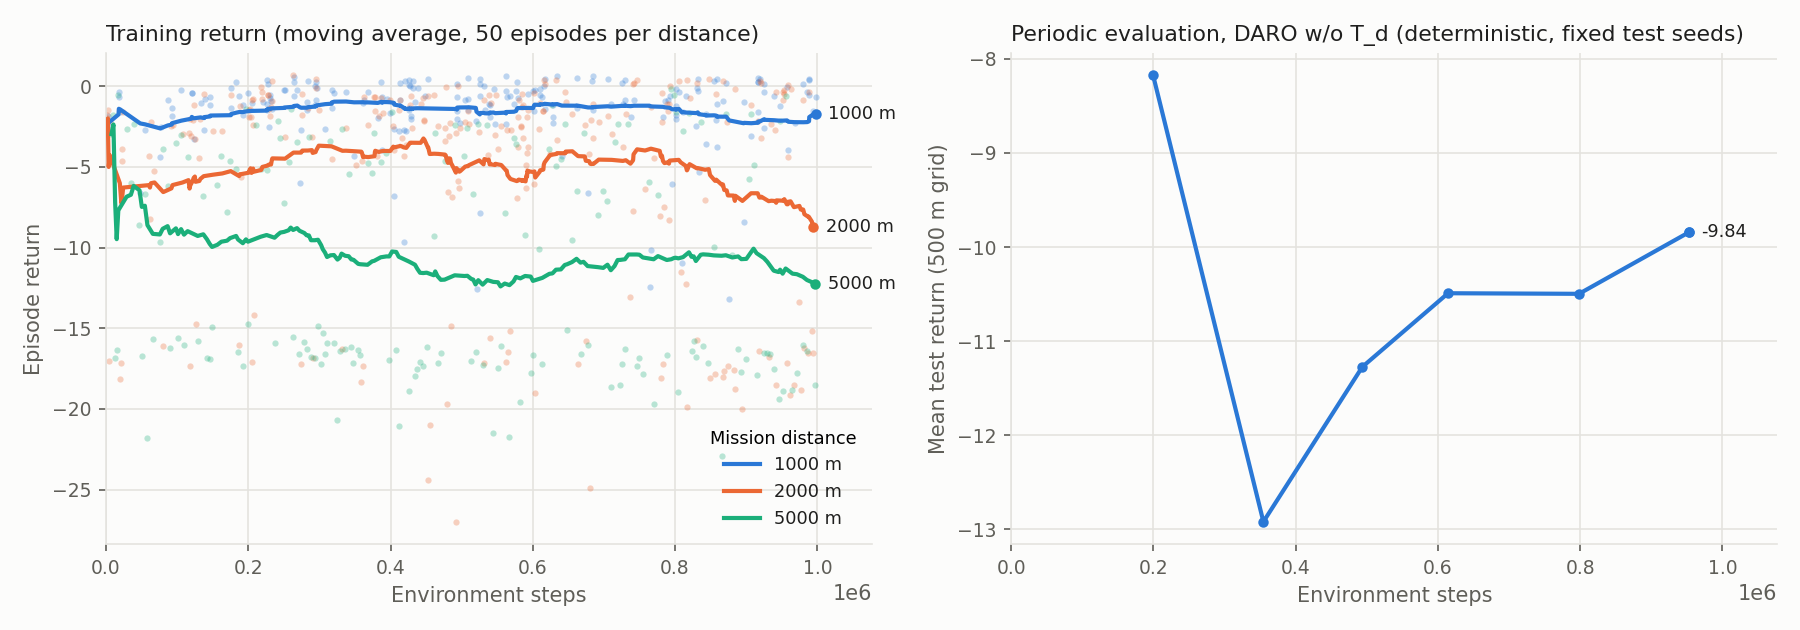 Training return (moving average, 50 episodes per distance)
Episode return
0
−5
−10
−15
−20
−25
1000 m
2000 m
5000 m
Mission distance
1000 m
2000 m
5000 m
0.0
0.2
0.4
0.6
0.8
1.0
1e6
Environment steps
Periodic evaluation, DARO w/o T_d (deterministic, fixed test seeds)
Mean test return (500 m grid)
−8
−9
−10
−11
−12
−13
-9.84
0.0
0.2
0.4
0.6
0.8
1.0
1e6
Environment steps